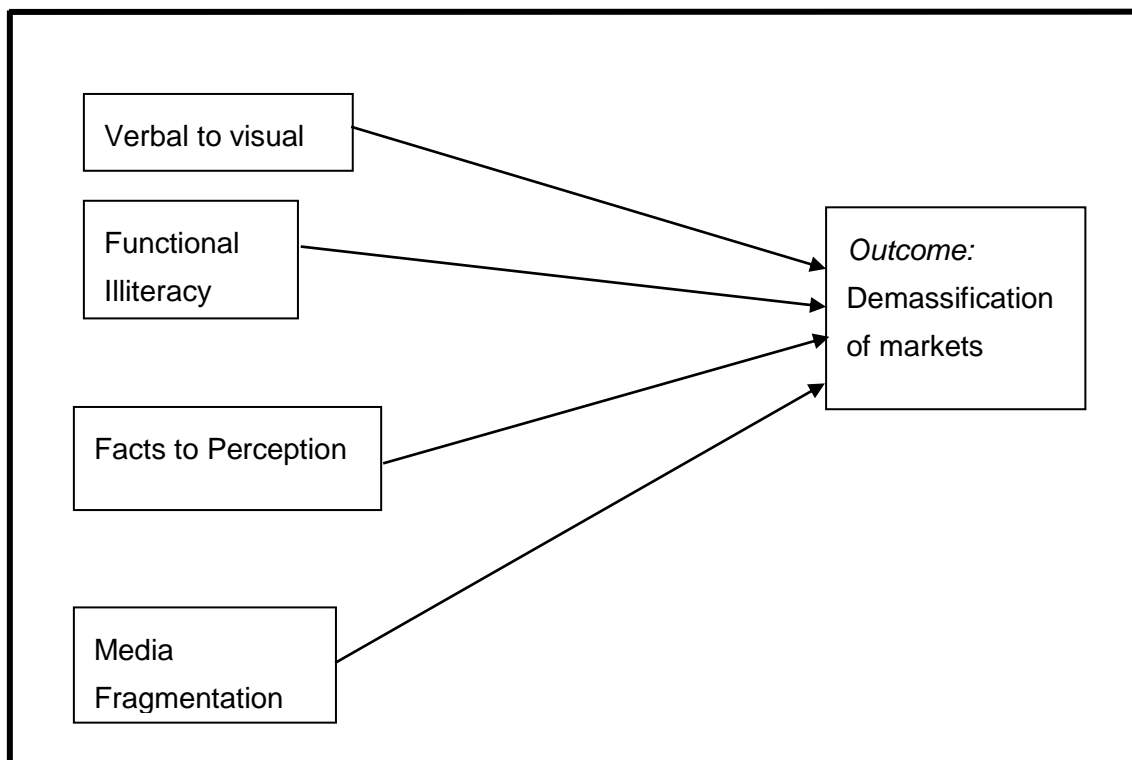 Verbal to visual
Functional
Illiteracy
Facts to Perception
Media
Fragmentation
Outcome:
Demassification
of markets